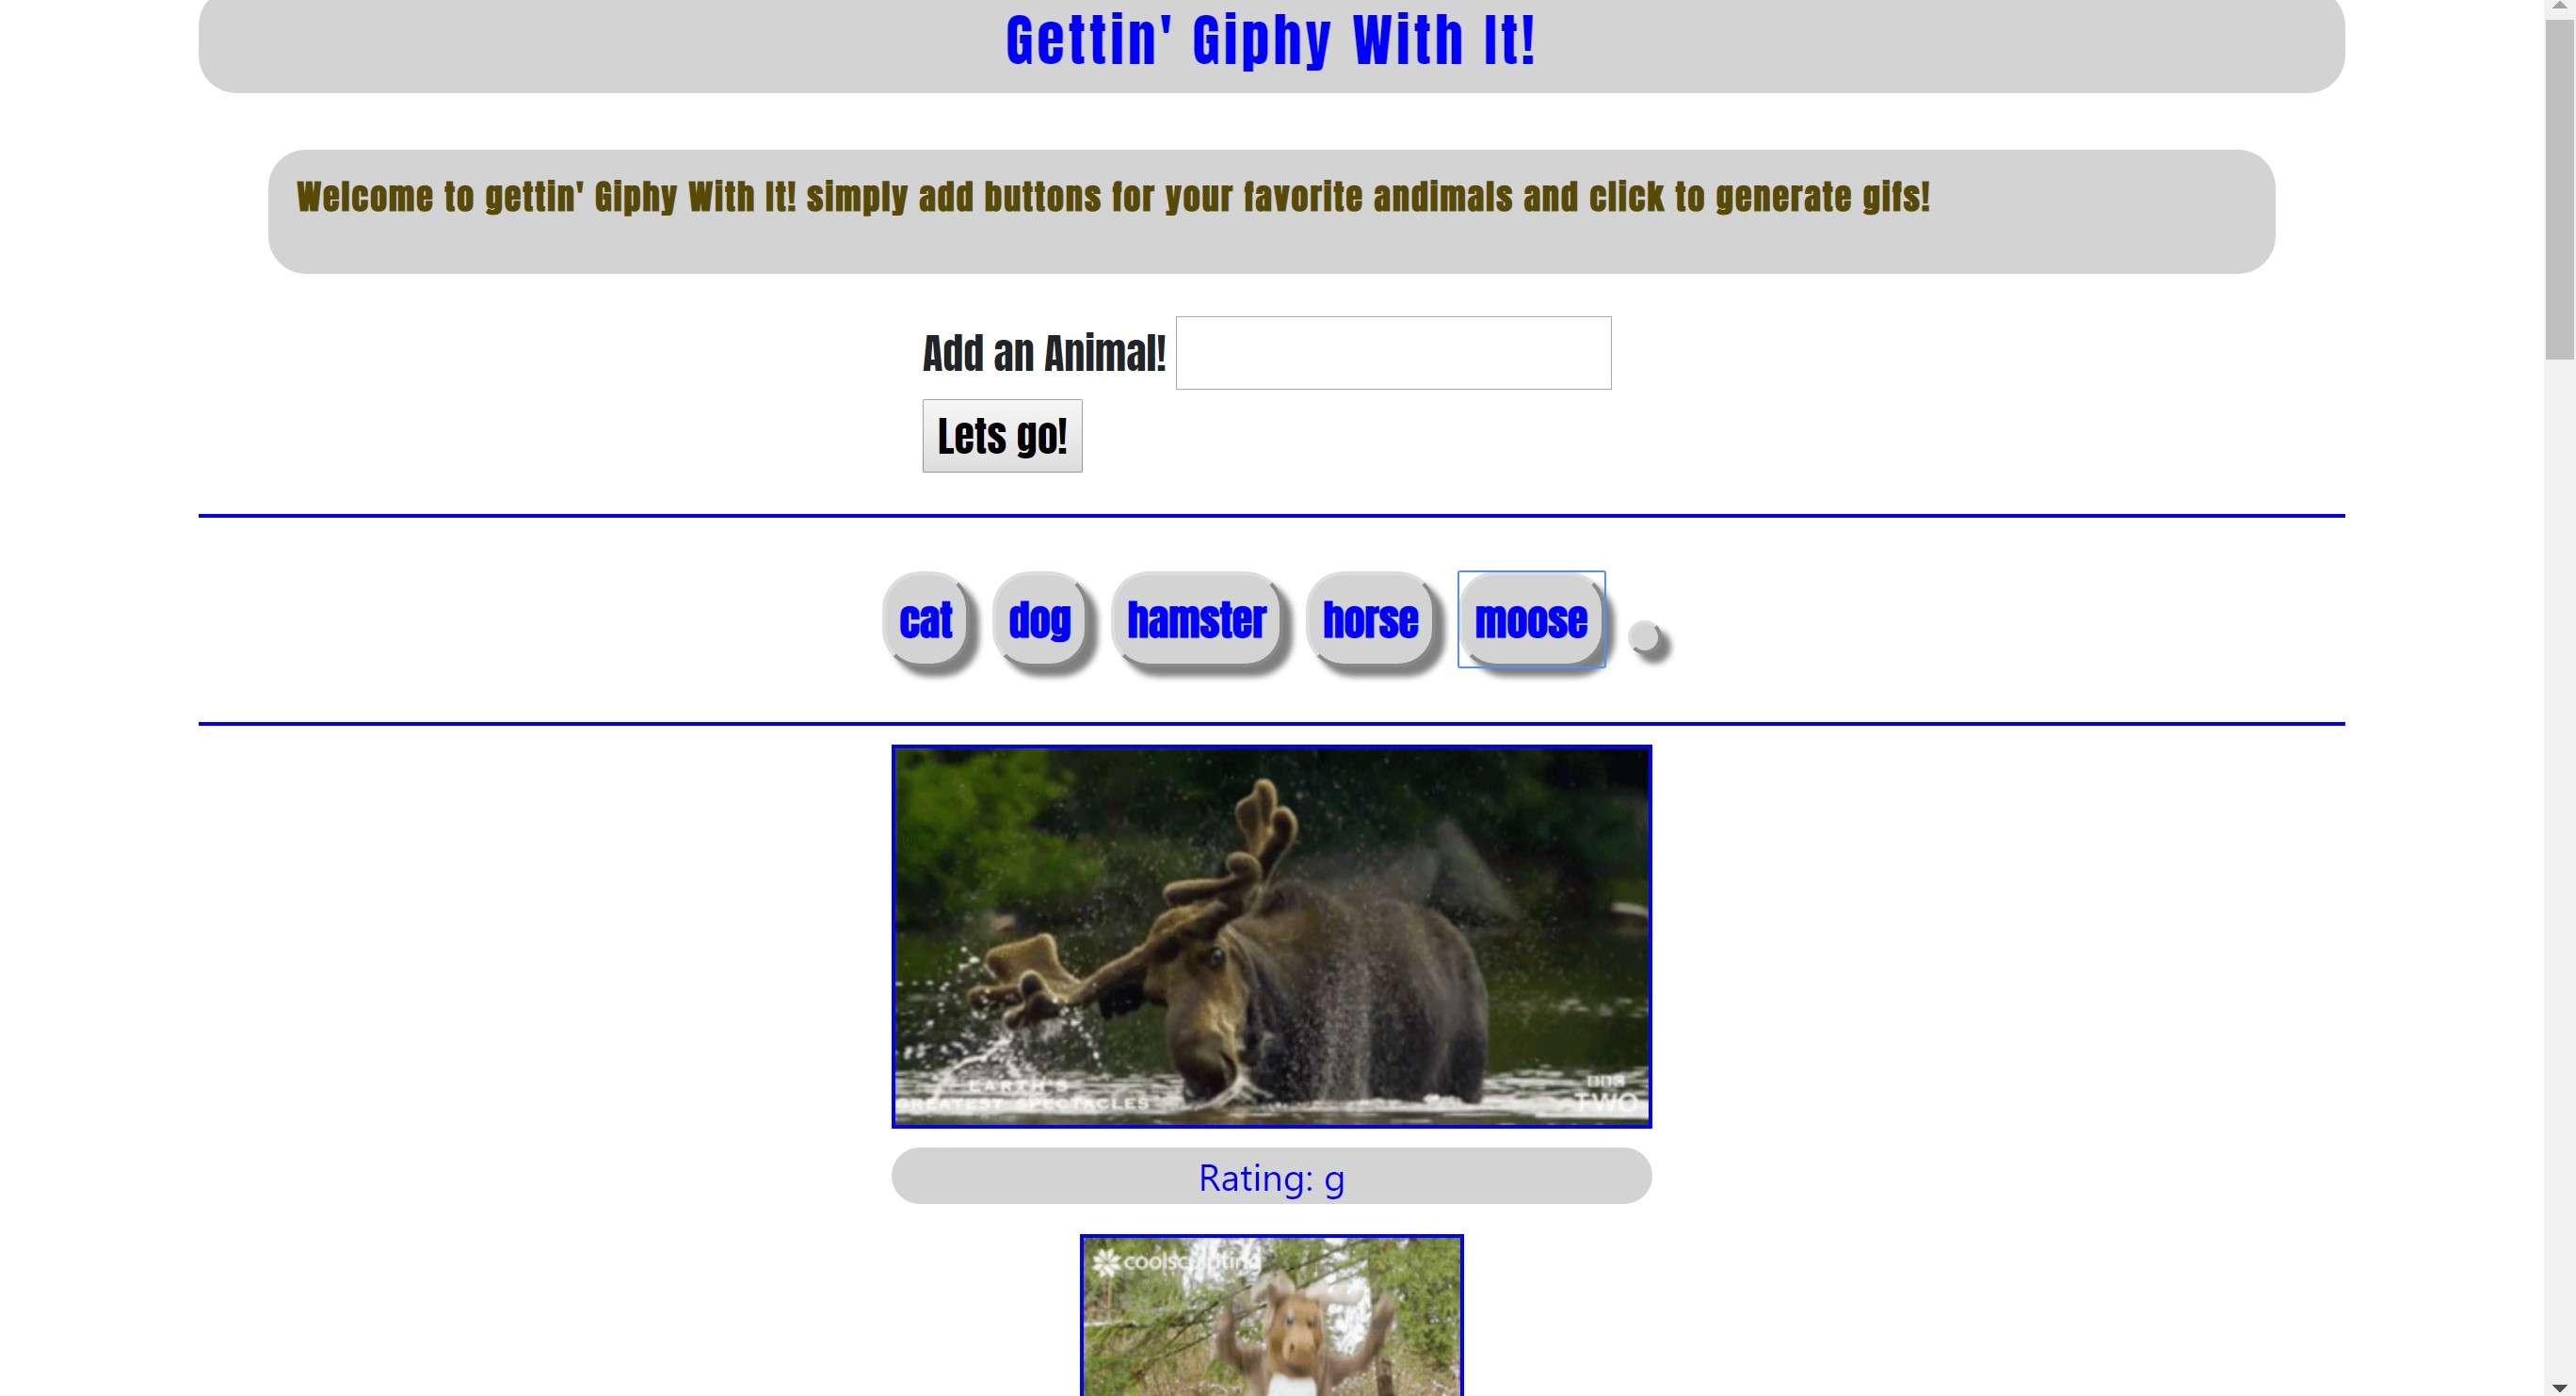 Gettin' Giphy With It!
Welcome to gettin' Giphy With It! simply add buttons for your favorite andimals and click to generate gifs!
Add an Animal!
Lets go!
cat dog hamster horse moose
EARTH'S
GREATEST SPECTACLES
TWO
Rating: g
coolsculpting